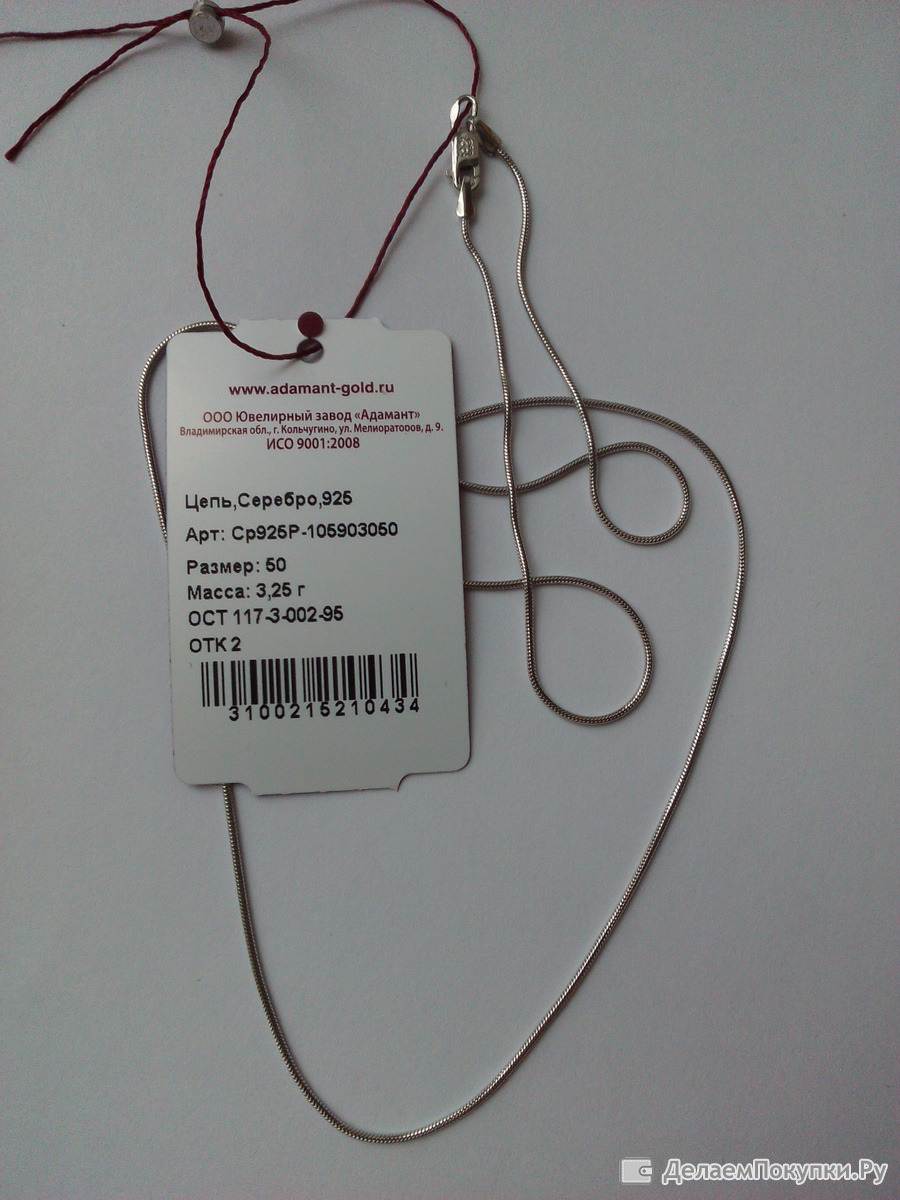 www.adamant-gold.ru
ООО Ювелирный завод «Адамант»
Владимирская обл., г. Кольчугино, ул. Мелиораторов, д. 9.
ИСО 9001:2008
Цепь,Серебро,925
Арт: Ср925Р-105903050
Размер: 50
Масса: 3,25 г
ОСТ 117-3-002-95
ОТК 2
3100215210434
ДелаемПокупки.Ру